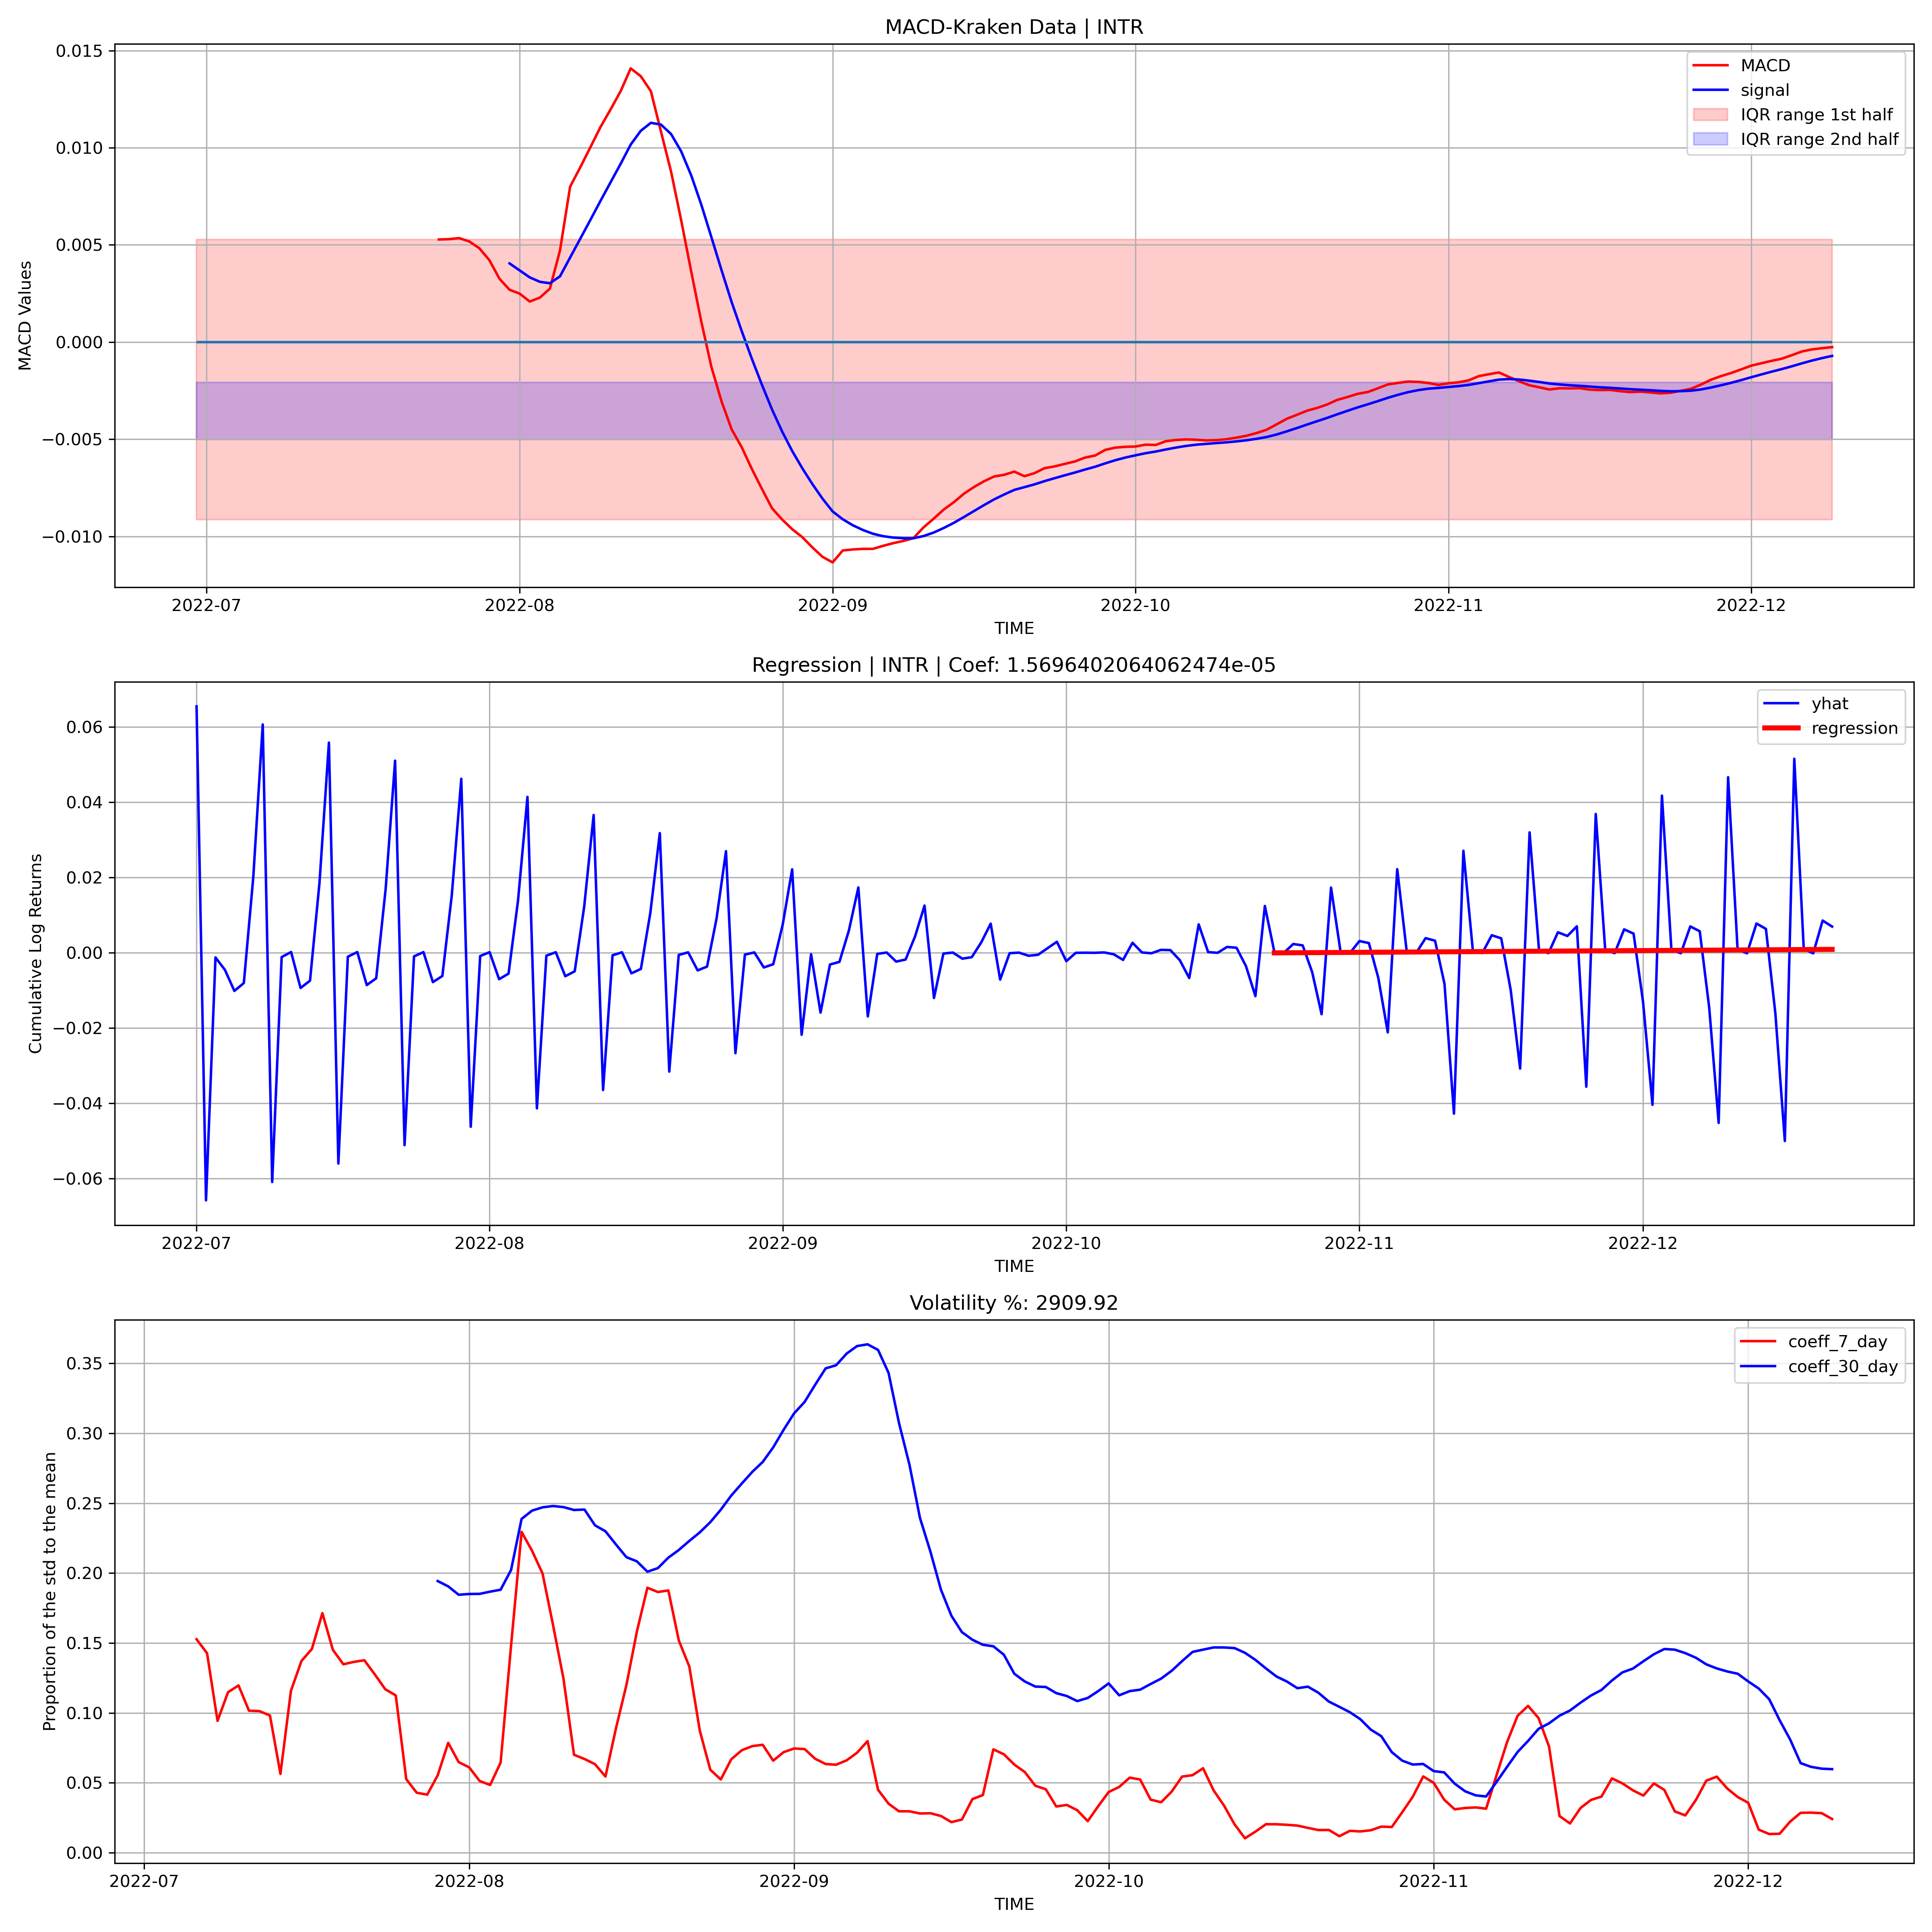 MACD-Kraken Data | INTR
MACD Values
0.015
0.010
0.005
0.000
−0.005
−0.010
MACD
signal
IQR range 1st half
IQR range 2nd half
2022-07 2022-08 2022-09 2022-10 2022-11 2022-12
TIME
Regression | INTR | Coef: 1.5696402064062474e-05
Cumulative Log Returns
0.06
0.04
0.02
0.00
−0.02
−0.04
−0.06
yhat
regression
2022-07 2022-08 2022-09 2022-10 2022-11 2022-12
TIME
Volatility %: 2909.92
Proportion of the std to the mean
0.35
0.30
0.25
0.20
0.15
0.10
0.05
0.00
coeff_7_day
coeff_30_day
2022-07 2022-08 2022-09 2022-10 2022-11 2022-12
TIME